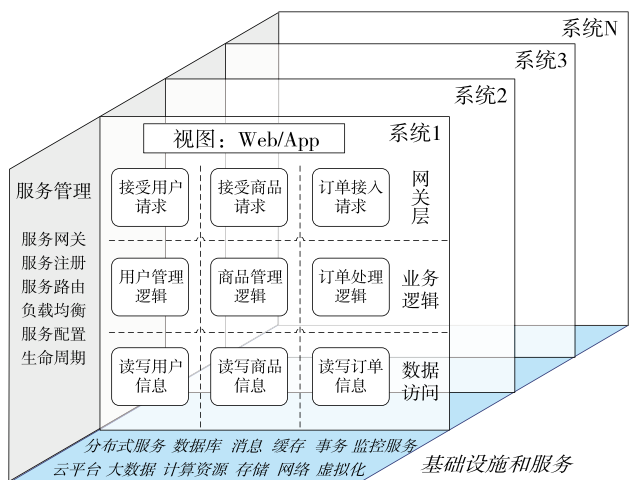 系统N
系统3
系统2
系统1
视图：Web/App
服务管理
服务网关
服务注册
服务路由
负载均衡
服务配置
生命周期
接受用户
请求
接受商品
请求
订单接入
请求
网
关
层
用户管理
逻辑
商品管理
逻辑
订单处理
逻辑
业务
逻辑
读写用户
信息
读写商品
信息
读写订单
信息
数据
访问
分布式服务 数据库 消息 缓存 事务 监控服务
云平台 大数据 计算资源 存储 网络 虚拟化
基础设施和服务